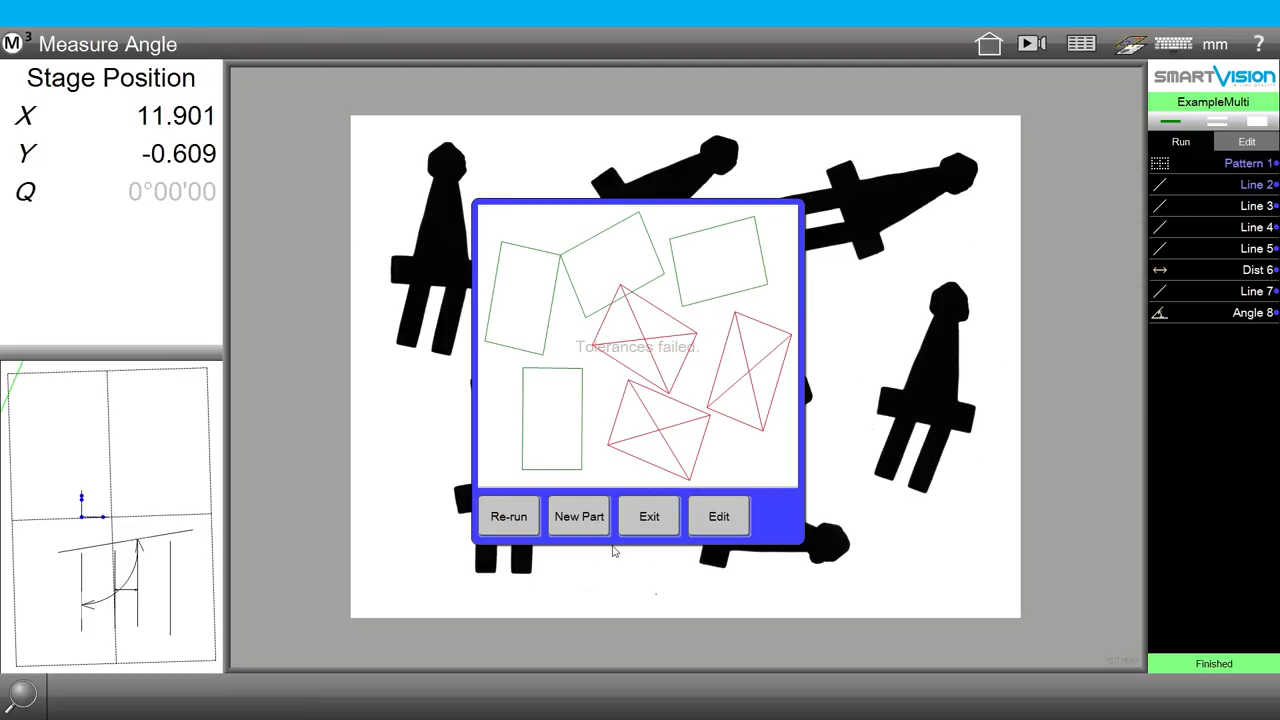 M3 Measure Angle
mm
?
Stage Position
X 11.901
Y -0.609
Q 0°00'00
SMARTVISION
ExampleMulti
Run Edit
Pattern 1
Line 2
Line 3
Line 4
Line 5
Dist 6
Line 7
Angle 8
Tolerances failed.
Re-run New Part Exit Edit
Finished